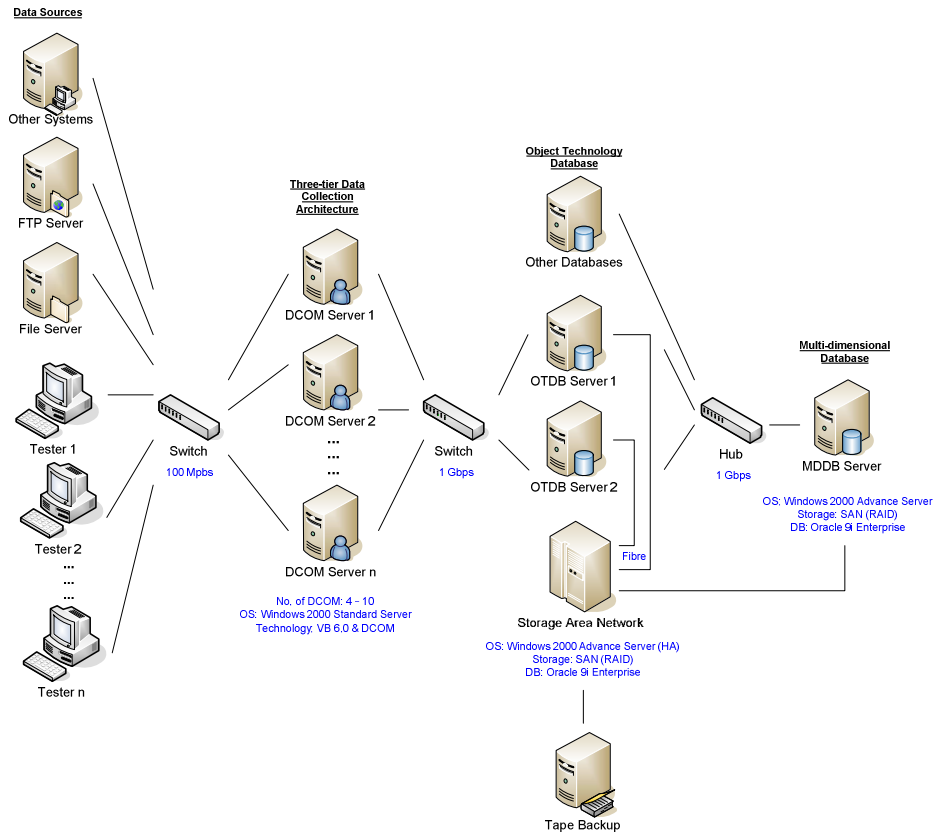 Data Sources
Other Systems
FTP Server
File Server
Tester 1
Tester 2
...
...
...
Tester n
Switch
100 Mpbs
Three-tier Data
Collection
Architecture
DCOM Server 1
DCOM Server 2
...
...
...
DCOM Server n
No. of DCOM: 4 - 10
OS: Windows 2000 Standard Server
Technology: VB 6.0 & DCOM
Switch
1 Gbps
Object Technology
Database
Other Databases
OTDB Server 1
OTDB Server 2
Fibre
Storage Area Network
OS: Windows 2000 Advance Server (HA)
Storage: SAN (RAID)
DB: Oracle 9i Enterprise
Tape Backup
Hub
1 Gbps
Multi-dimensional
Database
MDDB Server
OS: Windows 2000 Advance Server
Storage: SAN (RAID)
DB: Oracle 9i Enterprise